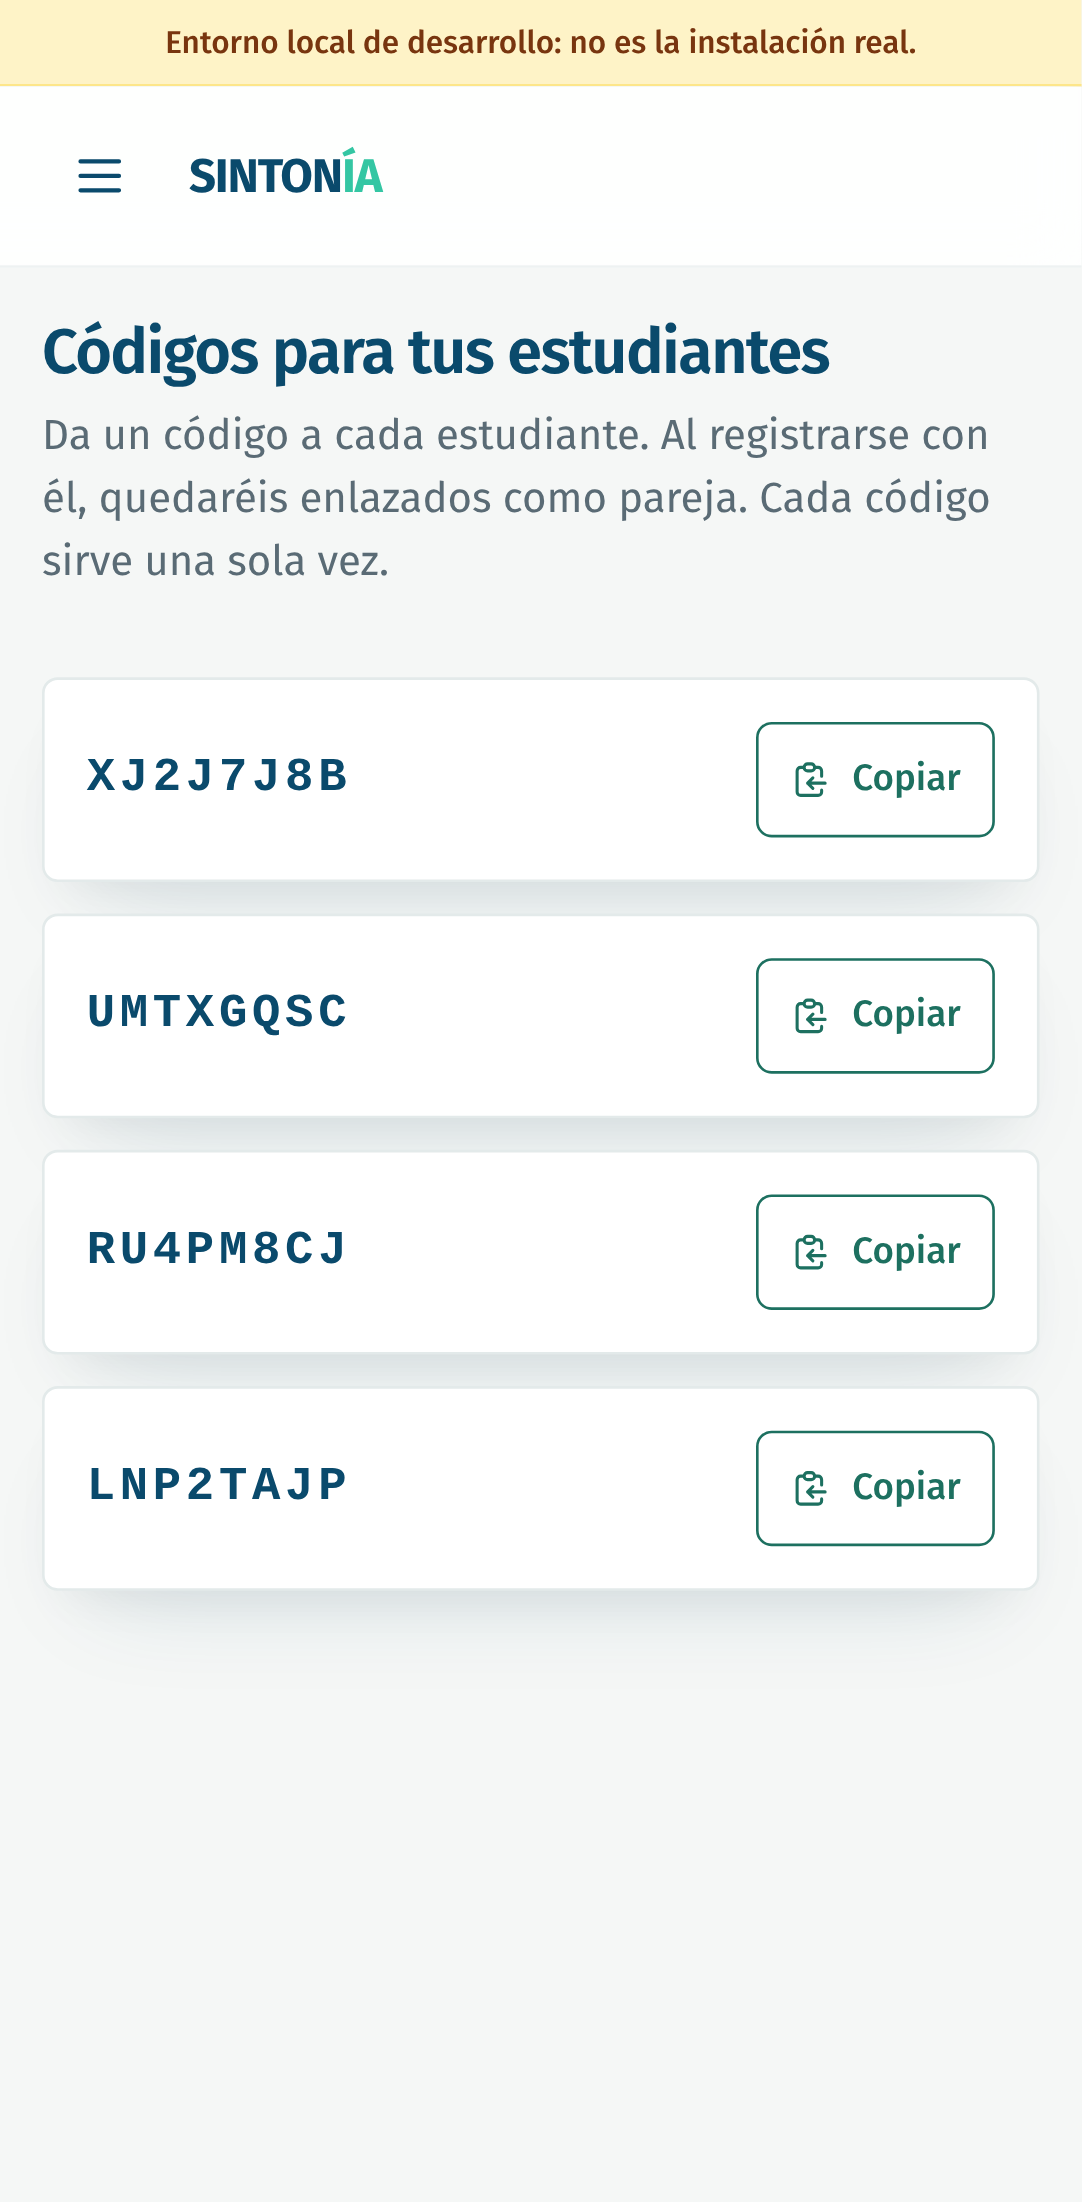 Entorno local de desarrollo: no es la instalación real.
SINTONÍA
Códigos para tus estudiantes
Da un código a cada estudiante. Al registrarse con
él, quedaréis enlazados como pareja. Cada código
sirve una sola vez.
XJ2J7J8B
Copiar
UMTXGQSC
Copiar
RU4PM8CJ
Copiar
LNP2TAJP
Copiar